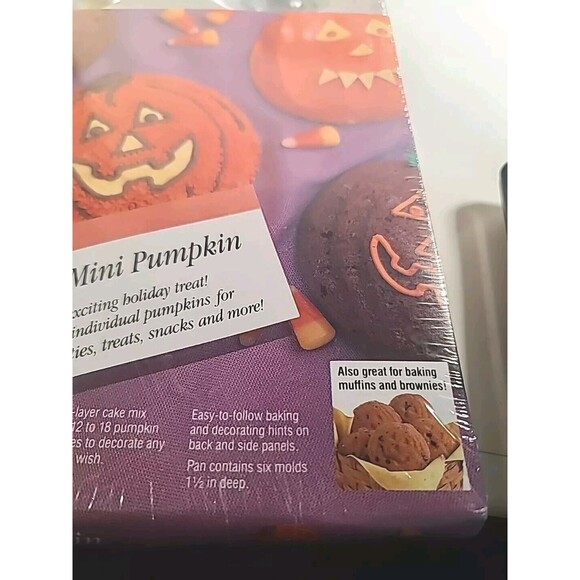 Mini Pumpkin
exciting holiday treat!
individual pumpkins for
ties, treats, snacks and more!
Also great for baking
muffins and brownies!
-layer cake mix
12 to 18 pumpkin
es to decorate any
wish.
Easy-to-follow baking
and decorating hints on
back and side panels.
Pan contains six molds
1½ in deep.